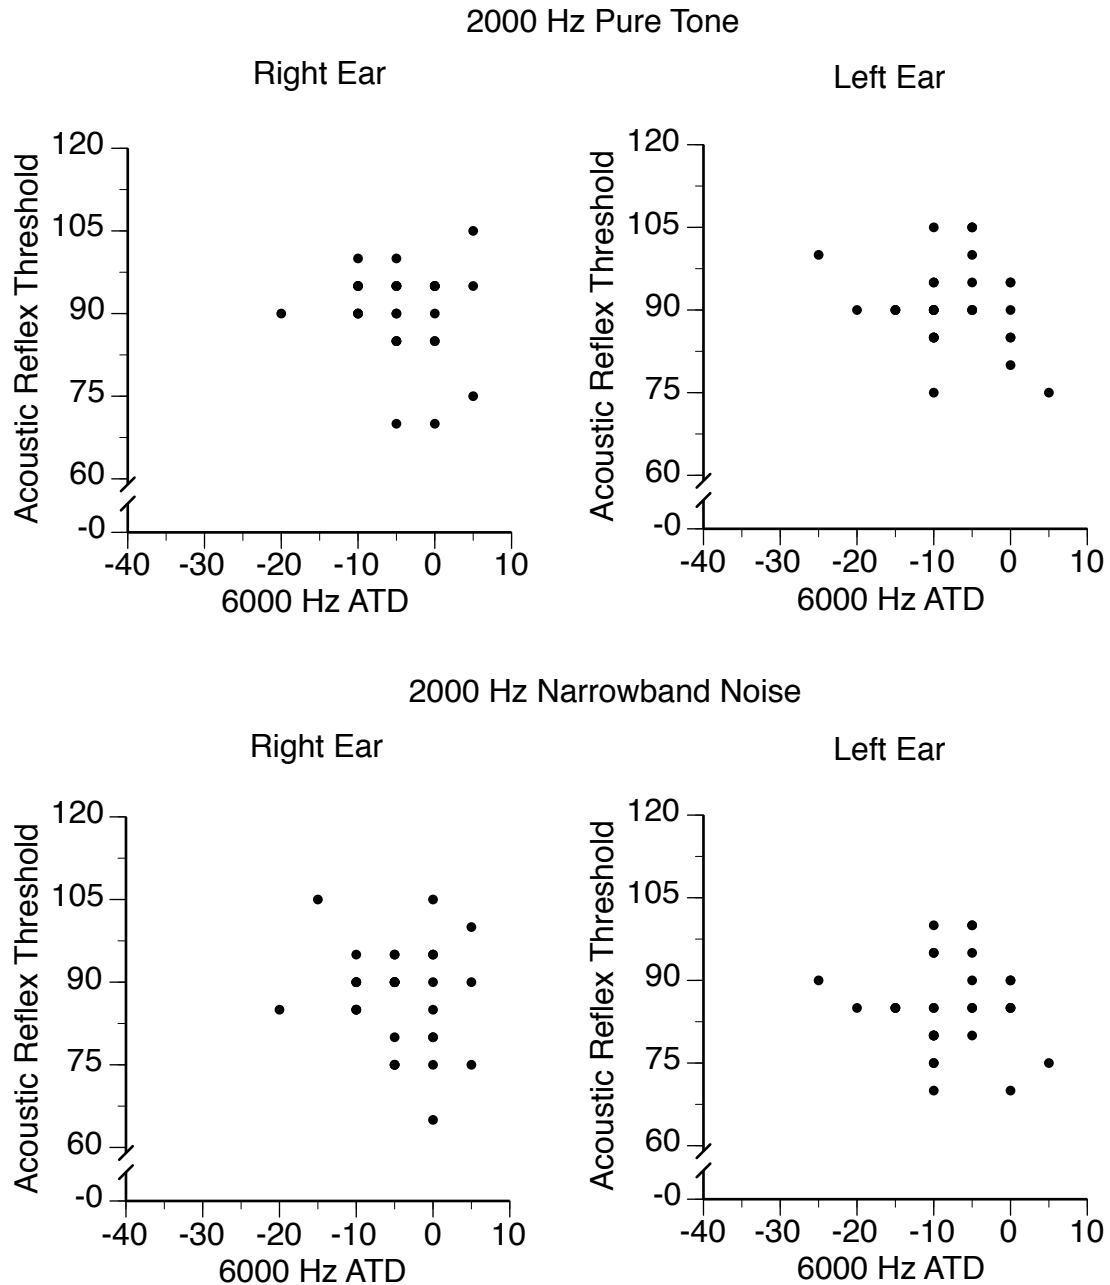 2000 Hz Pure Tone
Right Ear
Left Ear
Acoustic Reflex Threshold
120
105
90
75
60
-0
-40 -30 -20 -10 0 10
6000 Hz ATD
Acoustic Reflex Threshold
120
105
90
75
60
-0
-40 -30 -20 -10 0 10
6000 Hz ATD
2000 Hz Narrowband Noise
Right Ear
Left Ear
Acoustic Reflex Threshold
120
105
90
75
60
-0
-40 -30 -20 -10 0 10
6000 Hz ATD
Acoustic Reflex Threshold
120
105
90
75
60
-0
-40 -30 -20 -10 0 10
6000 Hz ATD